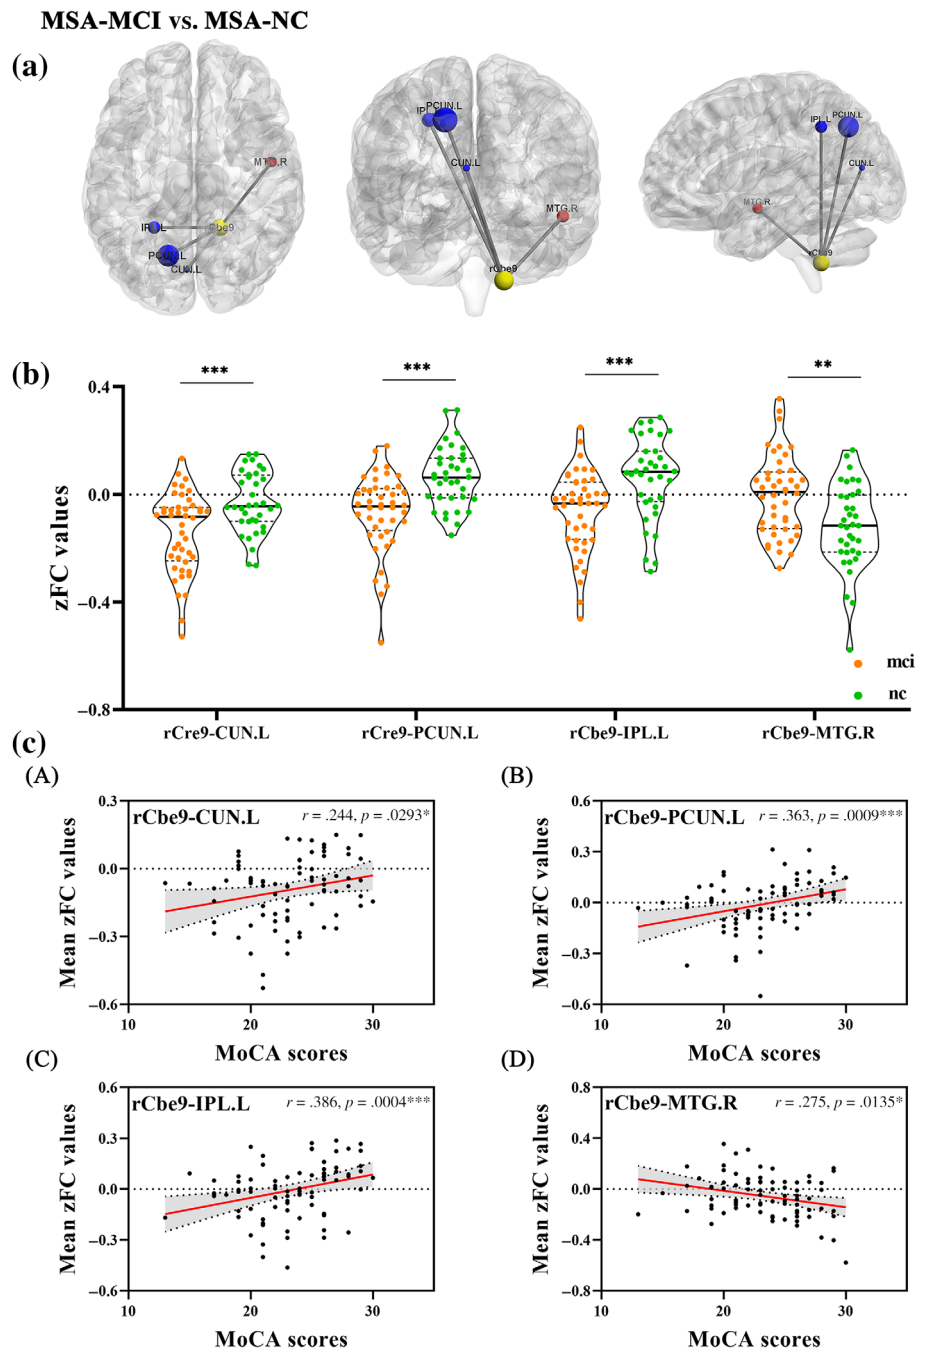 MSA-MCI vs. MSA-NC
(a)
MTG.R
IPL.L
Cbe9
PCUN.L
CUN.L
PCUN.L
CUN.L
MTG.R
rCbe9
IPL.L
PCUN.L
CUN.L
MTG.R
rCbe9
(b)
*** *** *** **
0.4
0.0
−0.4
−0.8
zFC values
mci
nc
rCre9-CUN.L rCre9-PCUN.L rCbe9-IPL.L rCbe9-MTG.R
(c)
(A)
rCbe9-CUN.L
r = .244, p = .0293*
0.3
0.0
−0.3
−0.6
Mean zFC values
10 20 30
MoCA scores
(B)
rCbe9-PCUN.L
r = .363, p = .0009***
0.6
0.3
0.0
−0.3
−0.6
Mean zFC values
10 20 30
MoCA scores
(C)
rCbe9-IPL.L
r = .386, p = .0004***
0.6
0.3
0.0
−0.3
−0.6
Mean zFC values
10 20 30
MoCA scores
(D)
rCbe9-MTG.R
r = .275, p = .0135*
0.8
0.4
0.0
−0.4
−0.8
Mean zFC values
10 20 30
MoCA scores